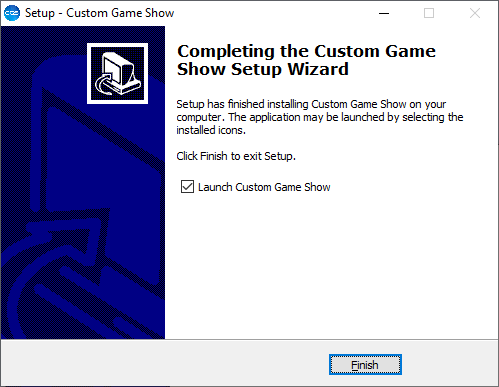 CGS Setup - Custom Game Show
Completing the Custom Game
Show Setup Wizard
Setup has finished installing Custom Game Show on your
computer. The application may be launched by selecting the
installed icons.
Click Finish to exit Setup.
Launch Custom Game Show
Finish